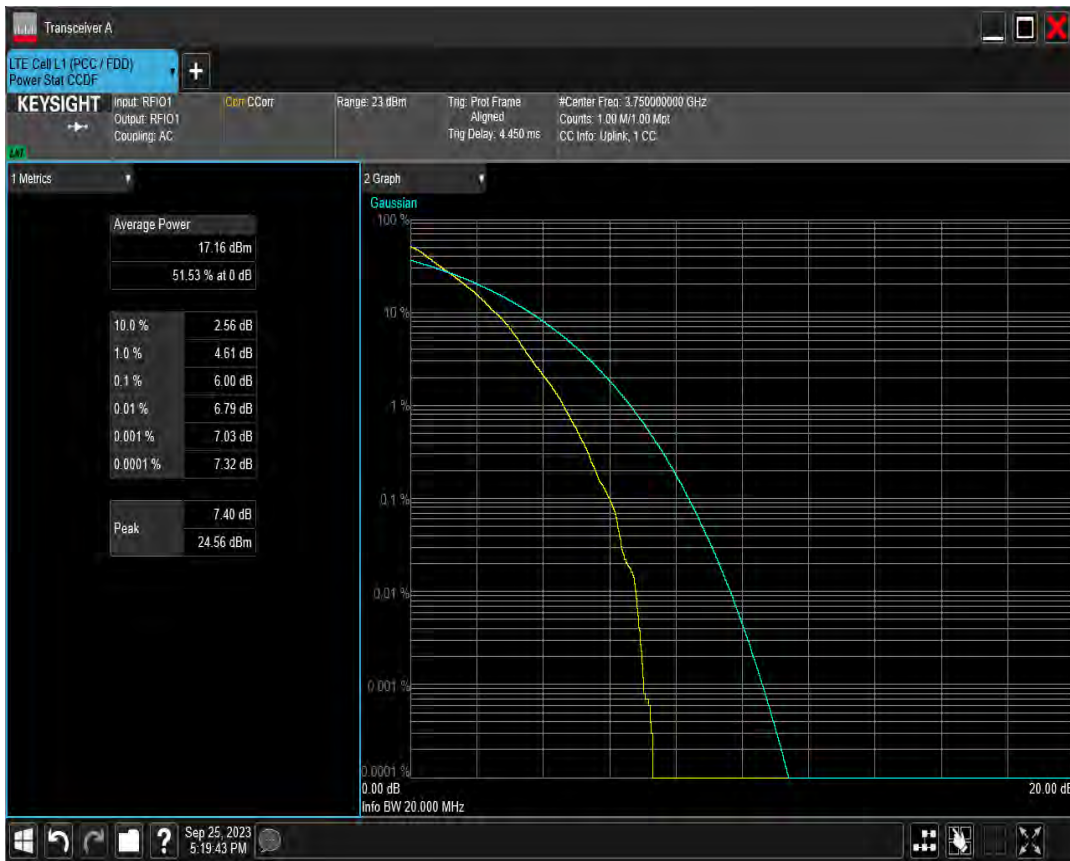 Transceiver A
LTE Cell L1 (PCC / FDD)
Power Stat CCDF
KEYSIGHT
Input: RFIO1
Output: RFIO1
Coupling: AC
Corr CCorr
Range: 23 dBm
Trig: Prot Frame
Aligned
Trig Delay: 4.450 ms
#Center Freq: 3.750000000 GHz
Counts: 1.00 M/1.00 Mpt
CC Info: Uplink, 1 CC
LXI
1 Metrics
Average Power
17.16 dBm
51.53 % at 0 dB
10.0 % 2.56 dB
1.0 % 4.61 dB
0.1 % 6.00 dB
0.01 % 6.79 dB
0.001 % 7.03 dB
0.0001 % 7.32 dB
Peak
7.40 dB
24.56 dBm
2 Graph
Gaussian
100 %
10 %
1 %
0.1 %
0.01 %
0.001 %
0.0001 %
0.00 dB
20.00 dB
Info BW 20.000 MHz
Sep 25, 2023
5:19:43 PM